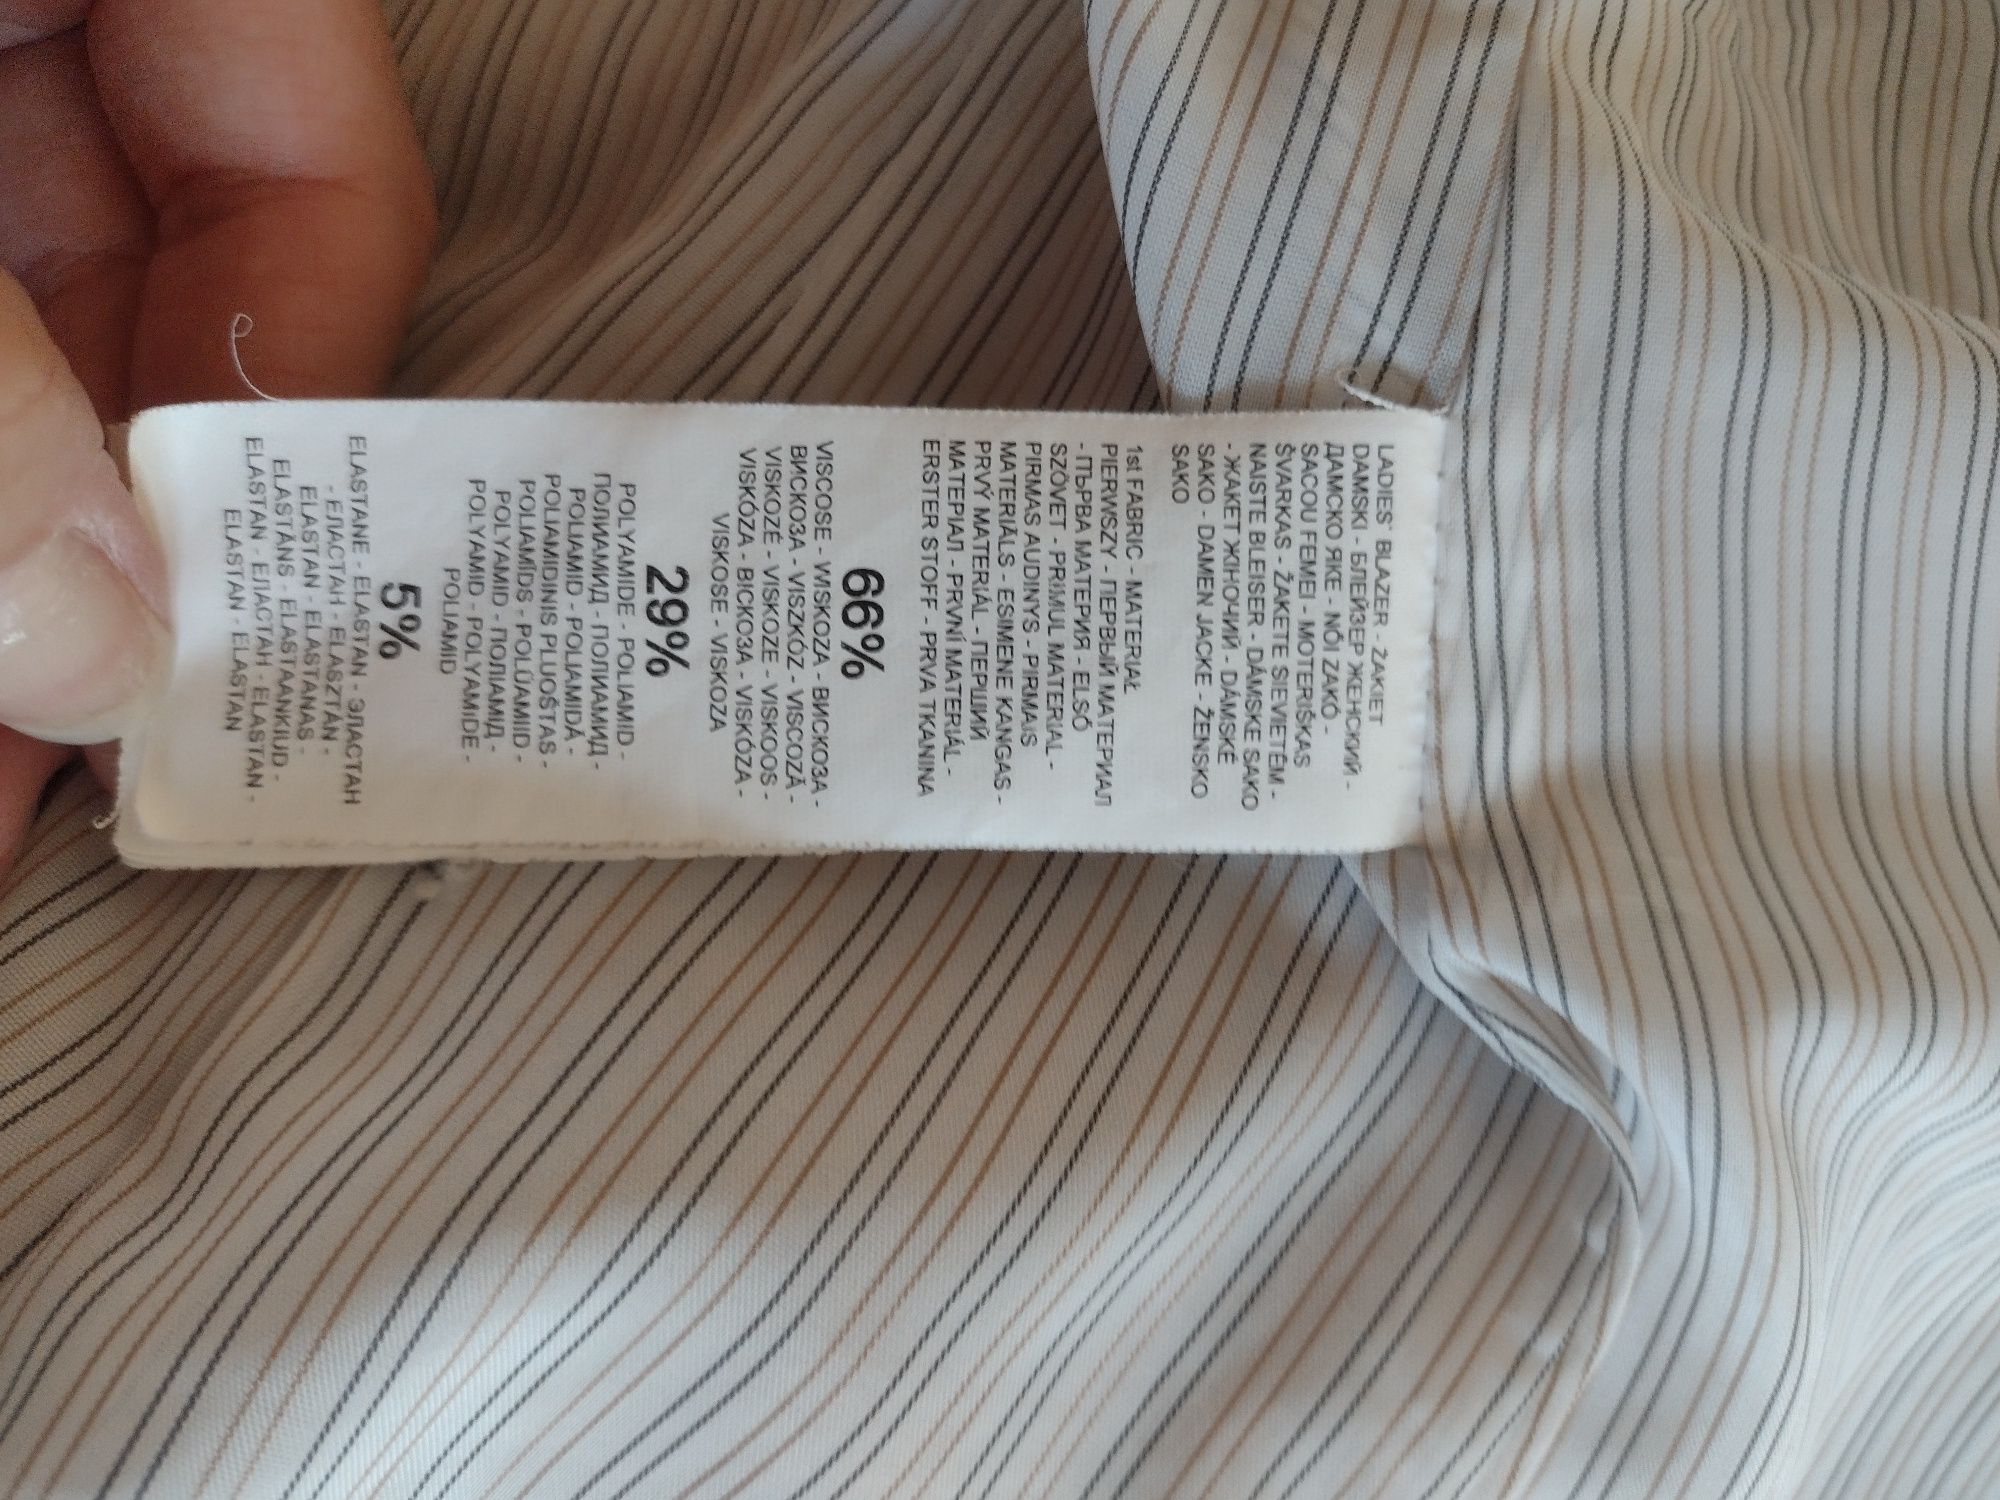 LADIES' BLAZER - ŻAKIET
DAMSKI - БЛЕЙЗЕР ЖЕНСКИЙ -
ДАМСКО ЯКЕ - NŐI ZAKÓ -
SACOU FEMEI - MOTERIŠKAS
ŠVARKAS - ŽAKETE SIEVIETĒM -
NAISTE BLEISER - DÁMSKE SAKO
- ЖАКЕТ ЖІНОЧИЙ - DÁMSKÉ
SAKO - DAMEN JACKE - ŽENSKO
SAKO
1st FABRIC - MATERIAŁ
PIERWSZY - ПЕРВЫЙ МАТЕРИАЛ
- ПЪРВА МАТЕРИЯ - ELSŐ
SZÖVET - PRIMUL MATERIAL -
PIRMAS AUDINYS - PIRMAIS
MATERIĀLS - ESIMENE KANGAS -
PRVÝ MATERIÁL - ПЕРШИЙ
МАТЕРІАЛ - PRVNÍ MATERIÁL -
ERSTER STOFF - PRVA TKANINA
66%
VISCOSE - WISKOZA - ВИСКОЗА -
ВИСКОЗА - VISZKÓZ - VISCOZĂ -
VISKOZĖ - VISKOZE - VISKOOS -
VISKÓZA - ВІСКОЗА - VISKÓZA -
VISKOSE - VISKOZA
29%
POLYAMIDE - POLIAMID -
ПОЛИАМИД - ПОЛИАМИД -
POLIAMID - POLIAMIDĂ -
POLIAMIDINIS PLUOŠTAS -
POLIAMĪDS - POLÜAMIID -
POLYAMID - ПОЛІАМІД -
POLYAMID - POLYAMIDE -
POLIAMID
5%
ELASTANE - ELASTAN - ЭЛАСТАН
- ЕЛАСТАН - ELASZTÁN -
ELASTAN - ELASTANAS -
ELASTĀNS - ELASTAANKIUD -
ELASTAN - ЕЛАСТАН - ELASTAN -
ELASTAN - ELASTAN